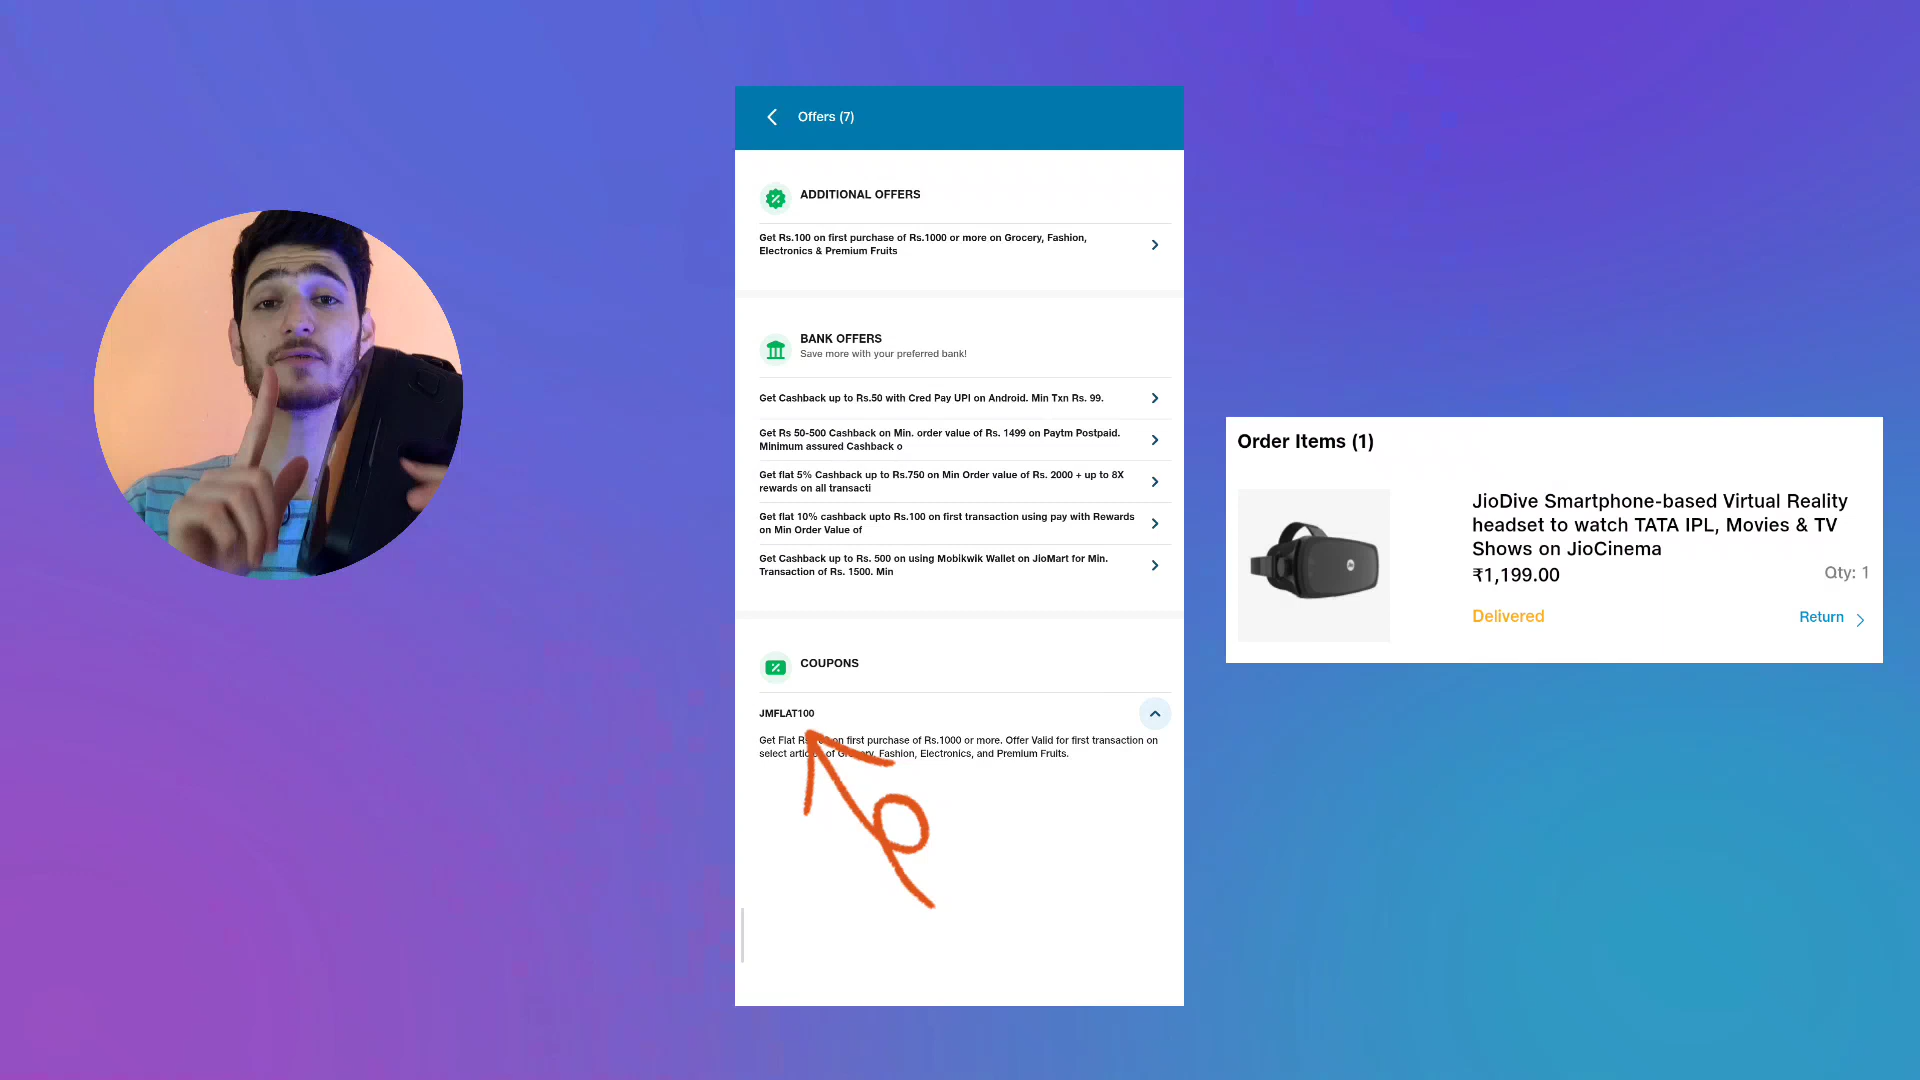 Offers (7)
ADDITIONAL OFFERS
Get Rs.100 on first purchase of Rs.1000 or more on Grocery, Fashion,
Electronics & Premium Fruits
BANK OFFERS
Save more with your preferred bank!
Get Cashback up to Rs.50 with Cred Pay UPI on Android. Min Txn Rs. 99.
Get Rs 50-500 Cashback on Min. order value of Rs. 1499 on Paytm Postpaid.
Minimum assured Cashback o
Get flat 5% Cashback up to Rs.750 on Min Order value of Rs. 2000 + up to 8X
rewards on all transacti
Get flat 10% cashback upto Rs.100 on first transaction using pay with Rewards
on Min Order Value of
Get Cashback up to Rs. 500 on using Mobikwik Wallet on JioMart for Min.
Transaction of Rs. 1500. Min
COUPONS
JMFLAT100
Get Flat on first purchase of Rs.1000 or more. Offer Valid for first transaction on
select of Fashion, Electronics, and Premium Fruits.
Order Items (1)
JioDive Smartphone-based Virtual Reality
headset to watch TATA IPL, Movies & TV
Shows on JioCinema
₹1,199.00
Qty: 1
Delivered
Return